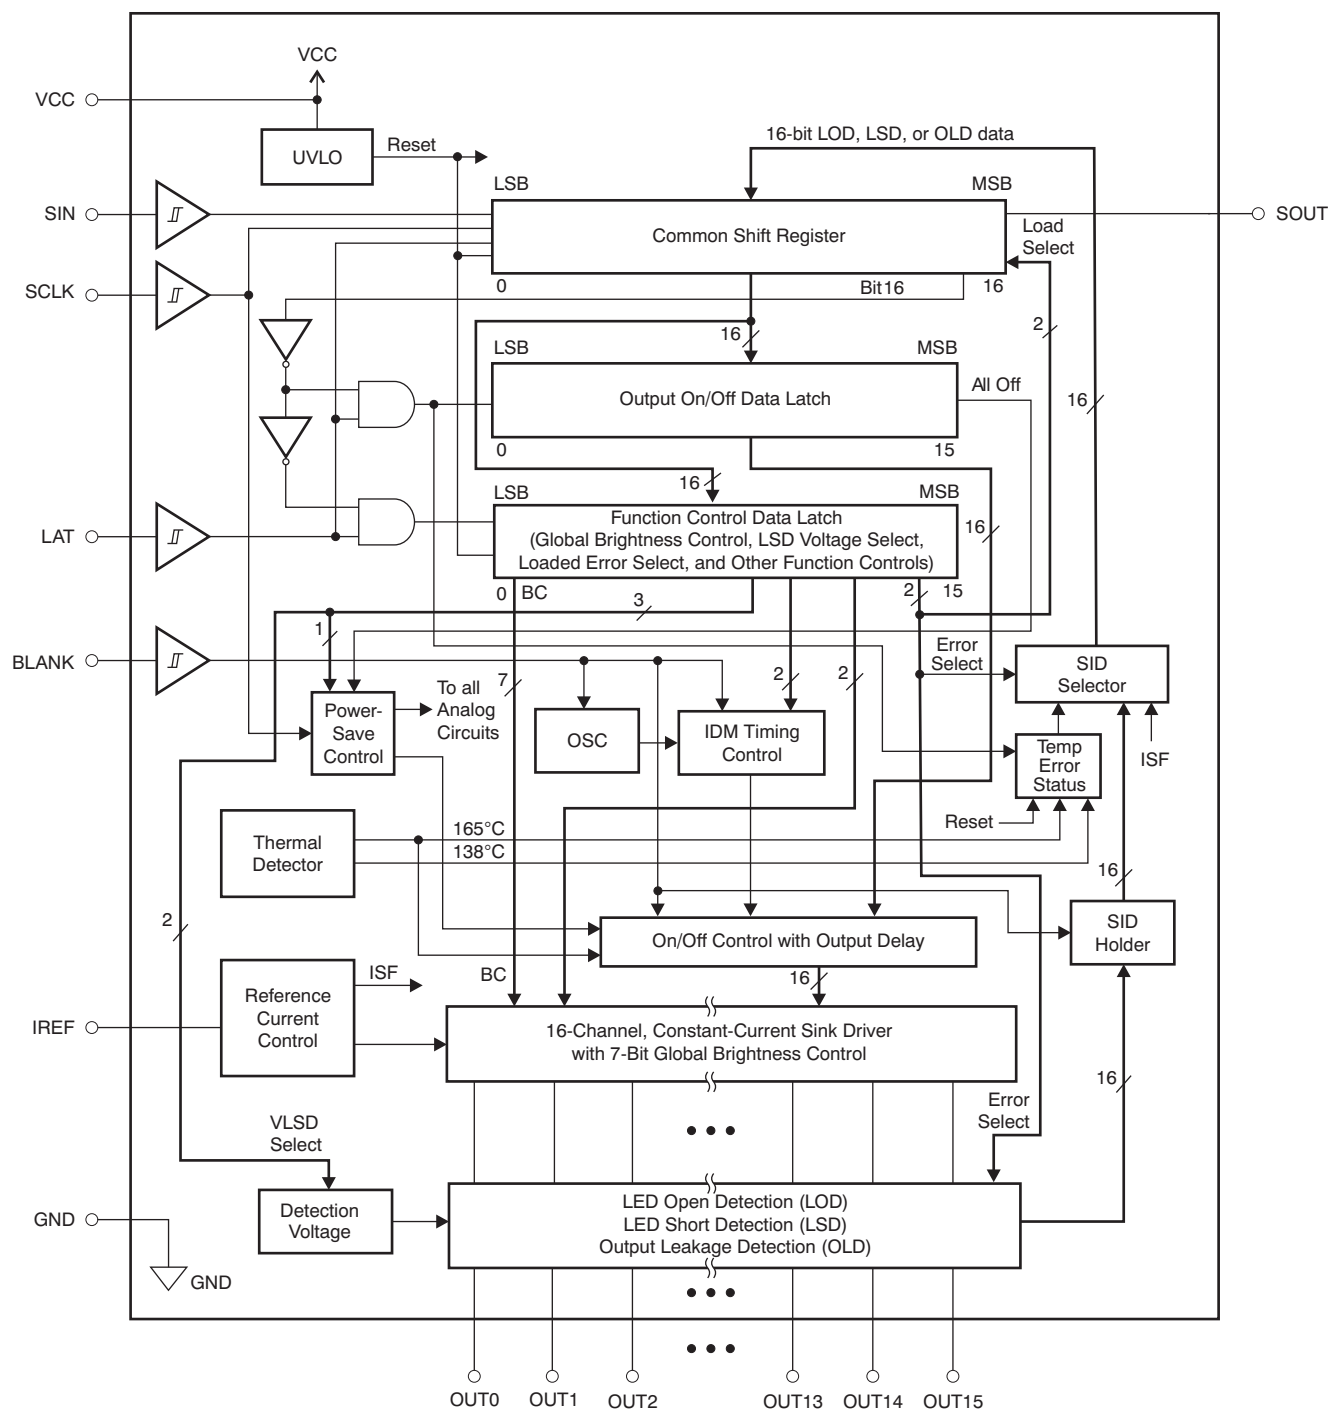 VCC
VCC
UVLO
Reset
16-bit LOD, LSD, or OLD data
LSB
MSB
SIN
SOUT
Common Shift Register
Load
Select
SCLK
0
Bit16
16
2
16
LSB
MSB
Output On/Off Data Latch
All Off
16
0
15
16
LSB
MSB
LAT
Function Control Data Latch
(Global Brightness Control, LSD Voltage Select,
Loaded Error Select, and Other Function Controls)
16
0
BC
2
15
3
1
BLANK
Error
Select
SID
Selector
7
2
2
To all
Analog
Circuits
Power-
Save
Control
OSC
IDM Timing
Control
Temp
Error
Status
ISF
Reset
Thermal
Detector
165°C
138°C
16
2
On/Off Control with Output Delay
SID
Holder
ISF
BC
16
IREF
Reference
Current
Control
16-Channel, Constant-Current Sink Driver
with 7-Bit Global Brightness Control
16
VLSD
Select
Error
Select
GND
Detection
Voltage
LED Open Detection (LOD)
LED Short Detection (LSD)
Output Leakage Detection (OLD)
GND
OUT0
OUT1
OUT2
OUT13
OUT14
OUT15